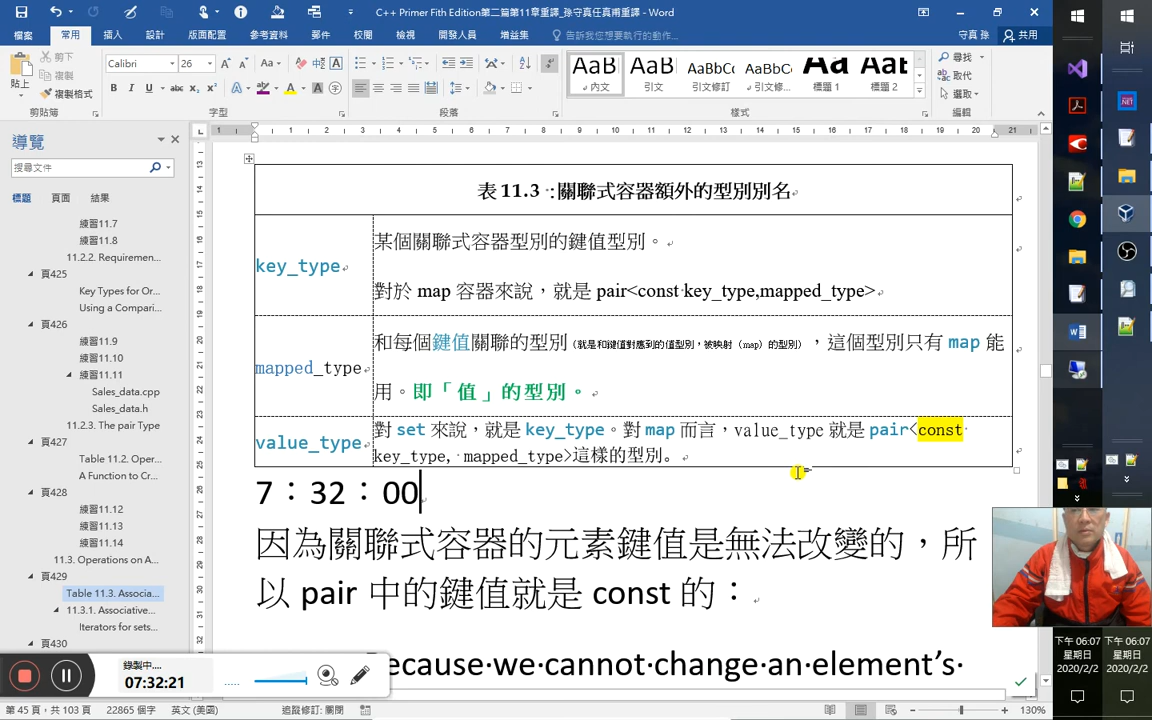 C++ Primer Fith Edition第二篇第11章重譯_孫守真任真甫重譯 - Word
檔案 常用 插入 設計 版面配置 參考資料 郵件 校閱 檢視 開發人員 增益集 告訴我您想要執行的動作... 守真 孫 共用
貼上 剪下 複製 複製格式 剪貼簿
Calibri 26
字型
段落
AaB 內文 AaB 引文 AaBbCc 引文修訂 AaBbC 引文修... AaB 標題 1 AaB 標題 2
樣式
尋找 取代 選取 編輯
導覽
搜尋文件
標題 頁面 結果
練習11.7
練習11.8
11.2.2. Requiremen...
頁425
Key Types for Or...
Using a Compari...
頁426
練習11.9
練習11.10
練習11.11
Sales_data.cpp
Sales_data.h
11.2.3. The pair Type
頁427
Table 11.2. Oper...
A Function to Cr...
頁428
練習11.12
練習11.13
練習11.14
11.3. Operations on A...
頁429
Table 11.3. Associa...
11.3.1. Associative...
Iterators for sets...
頁430
表 11.3 :關聯式容器額外的型別別名
key_type
某個關聯式容器型別的鍵值型別。
對於 map 容器來說，就是 pair<const key_type,mapped_type>
mapped_type
和每個鍵值關聯的型別（就是和鍵值對應到的值型別，被映射（map）的型別），這個型別只有 map 能
用。即「值」的型別。
value_type
對 set 來說，就是 key_type。對 map 而言，value_type 就是 pair<const
key_type, mapped_type>這樣的型別。
7：32：00
因為關聯式容器的元素鍵值是無法改變的，所
以 pair 中的鍵值就是 const 的：
ecause we cannot change an element's
錄製中....
07:32:21
第 45 頁，共 103 頁 22865 個字 英文 (美國) 追蹤修訂: 關閉 130%
下午 06:07 下午 06:07
星期日 星期日
2020/2/2 2020/2/2